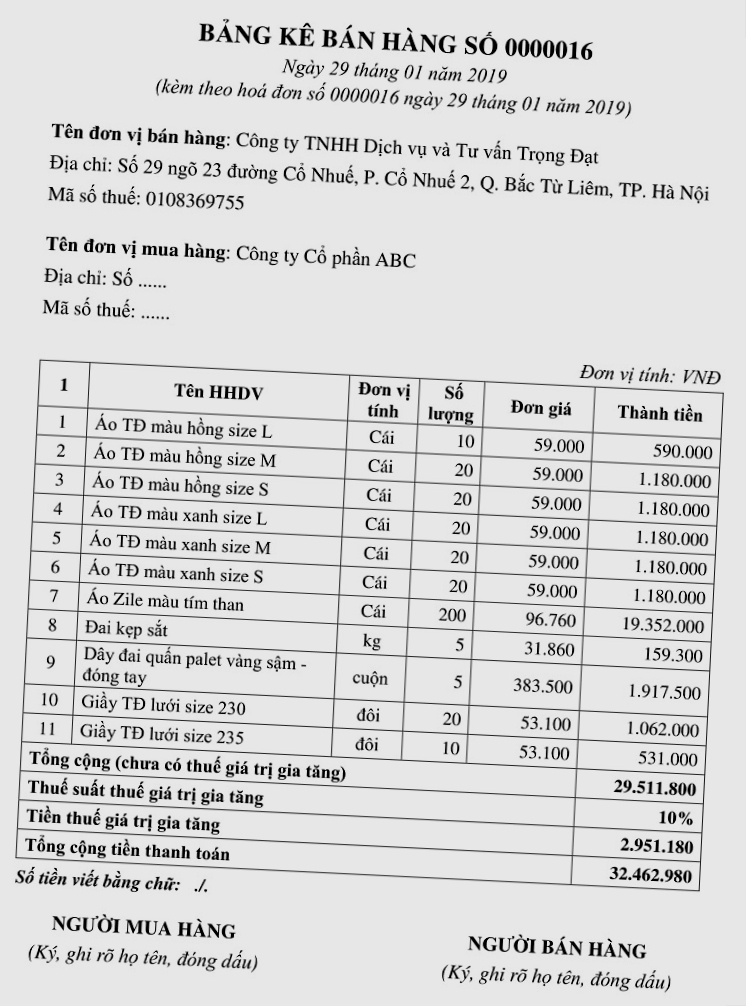 BẢNG KÊ BÁN HÀNG SỐ 0000016
Ngày 29 tháng 01 năm 2019
(kèm theo hoá đơn số 0000016 ngày 29 tháng 01 năm 2019)
Tên đơn vị bán hàng: Công ty TNHH Dịch vụ và Tư vấn Trọng Đạt
Địa chỉ: Số 29 ngõ 23 đường Cổ Nhuế, P. Cổ Nhuế 2, Q. Bắc Từ Liêm, TP. Hà Nội
Mã số thuế: 0108369755
Tên đơn vị mua hàng: Công ty Cổ phần ABC
Địa chỉ: Số ......
Mã số thuế: ......
Đơn vị tính: VNĐ
1 Tên HHDV Đơn vị tính Số lượng Đơn giá Thành tiền
1 Áo TĐ màu hồng size L Cái 10 59.000 590.000
2 Áo TĐ màu hồng size M Cái 20 59.000 1.180.000
3 Áo TĐ màu hồng size S Cái 20 59.000 1.180.000
4 Áo TĐ màu xanh size L Cái 20 59.000 1.180.000
5 Áo TĐ màu xanh size M Cái 20 59.000 1.180.000
6 Áo TĐ màu xanh size S Cái 20 59.000 1.180.000
7 Áo Zile màu tím than Cái 200 96.760 19.352.000
8 Đai kẹp sắt kg 5 31.860 159.300
9 Dây đai quấn palet vàng sậm - đóng tay cuộn 5 383.500 1.917.500
10 Giầy TĐ lưới size 230 đôi 20 53.100 1.062.000
11 Giầy TĐ lưới size 235 đôi 10 53.100 531.000
Tổng cộng (chưa có thuế giá trị gia tăng) 29.511.800
Thuế suất thuế giá trị gia tăng 10%
Tiền thuế giá trị gia tăng 2.951.180
Tổng cộng tiền thanh toán 32.462.980
Số tiền viết bằng chữ: ./.
NGƯỜI MUA HÀNG NGƯỜI BÁN HÀNG
(Ký, ghi rõ họ tên, đóng dấu) (Ký, ghi rõ họ tên, đóng dấu)